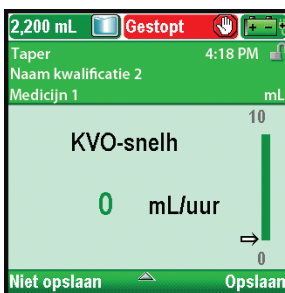 2,200 mL Gestopt
Taper 4:18 PM
Naam kwalificatie 2
Medicijn 1 mL
10
KVO-snelh
0 mL/uur
0
Niet opslaan Opslaan